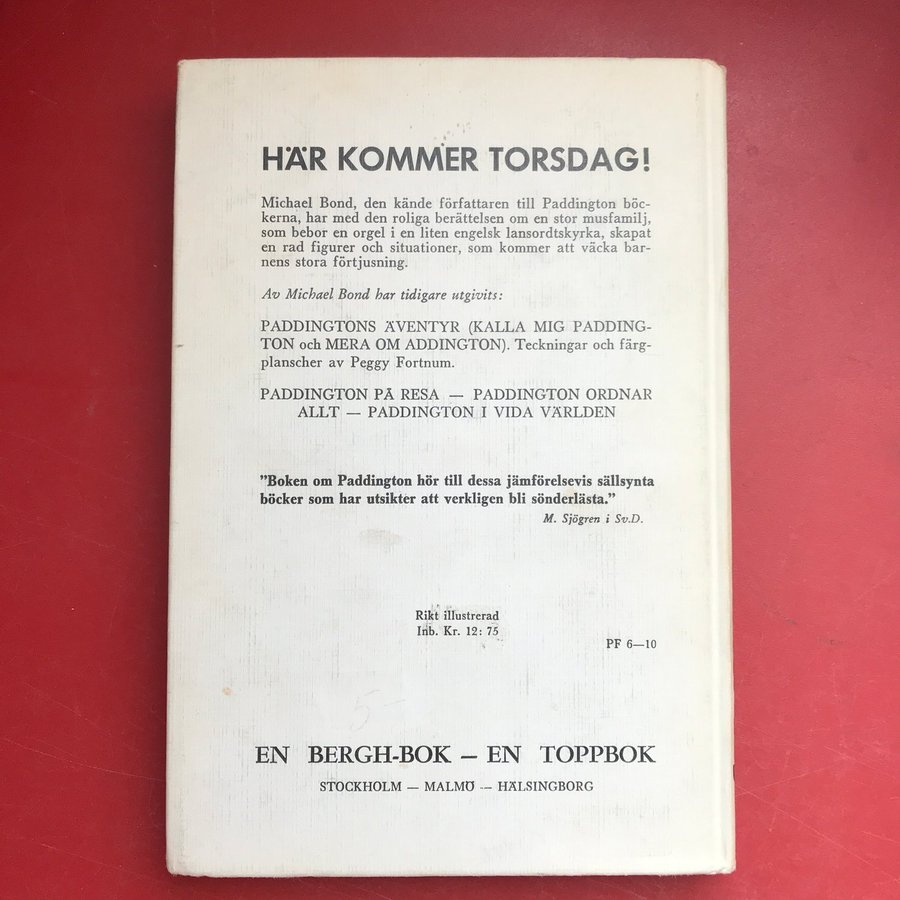 HÄR KOMMER TORSDAG!
Michael Bond, den kände författaren till Paddington böc-
kerna, har med den roliga berättelsen om en stor musfamilj,
som bebor en orgel i en liten engelsk lansordtskyrka, skapat
en rad figurer och situationer, som kommer att väcka bar-
nens stora förtjusning.
Av Michael Bond har tidigare utgivits:
PADDINGTONS ÄVENTYR (KALLA MIG PADDING-
TON och MERA OM ADDINGTON). Teckningar och färg-
planscher av Peggy Fortnum.
PADDINGTON PÅ RESA — PADDINGTON ORDNAR
ALLT — PADDINGTON I VIDA VÄRLDEN
"Boken om Paddington hör till dessa jämförelsevis sällsynta
böcker som har utsikter att verkligen bli sönderlästa."
M. Sjögren i Sv.D.
Rikt illustrerad
Inb. Kr. 12: 75
PF 6—10
5-
EN BERGH-BOK — EN TOPPBOK
STOCKHOLM — MALMÖ -- HÄLSINGBORG